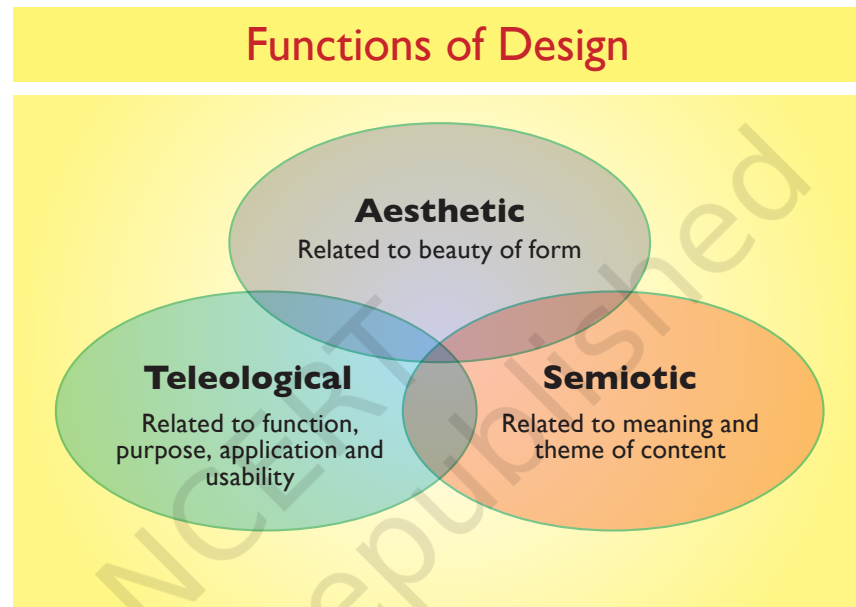 Functions of Design
Aesthetic
Related to beauty of form
Teleological
Related to function,
purpose, application and
usability
Semiotic
Related to meaning and
theme of content
NCERT
republished